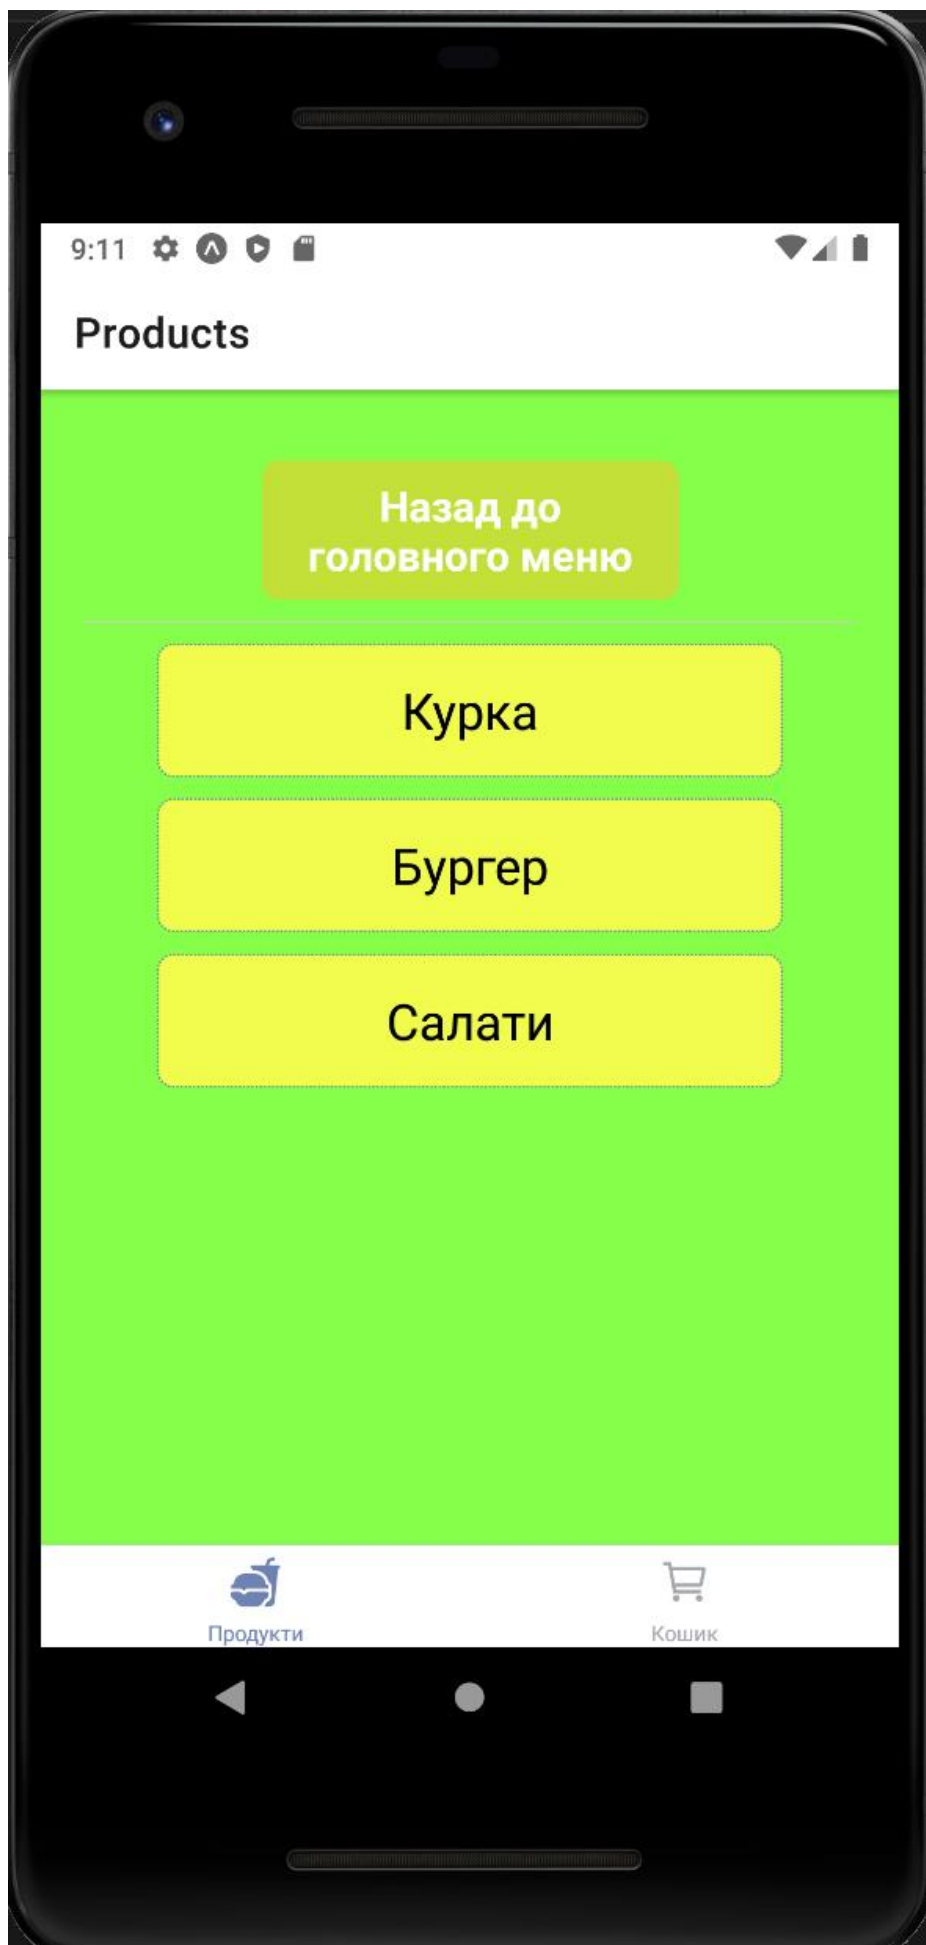 9:11
Products
Назад до
головного меню
Курка
Бургер
Салати
Продукти
Кошик